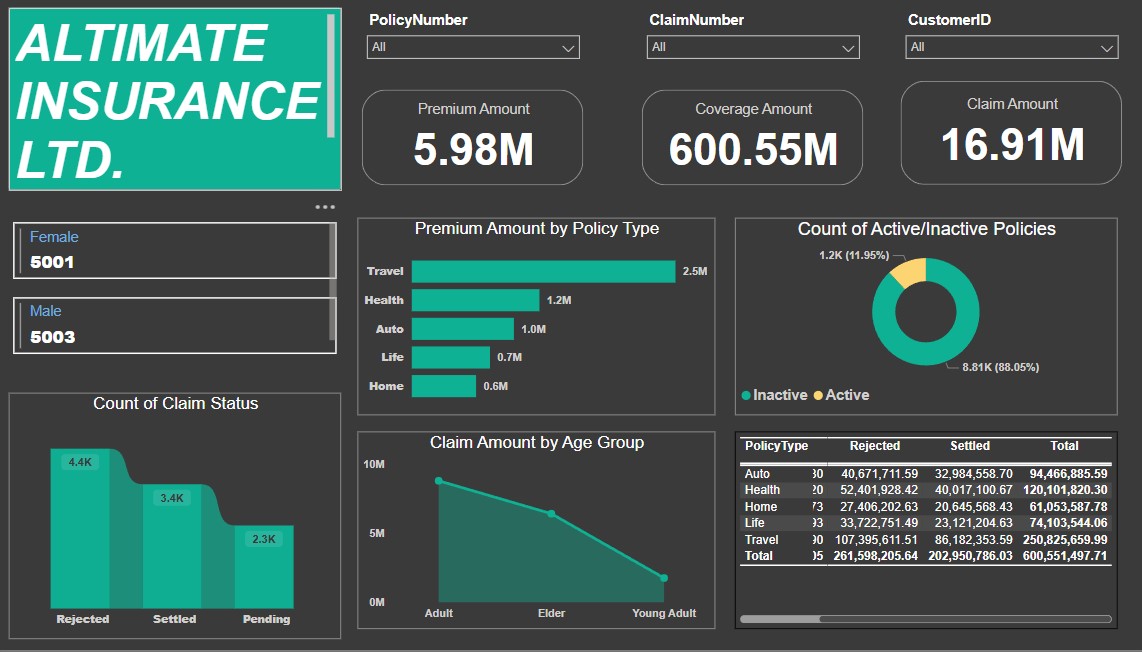 ALTIMATE
INSURANCE
LTD.
PolicyNumber
All
ClaimNumber
All
CustomerID
All
Premium Amount
5.98M
Coverage Amount
600.55M
Claim Amount
16.91M
Female
5001
Male
5003
Premium Amount by Policy Type
Travel 2.5M
Health 1.2M
Auto 1.0M
Life 0.7M
Home 0.6M
Count of Active/Inactive Policies
1.2K (11.95%)
8.81K (88.05%)
Inactive Active
Count of Claim Status
4.4K
3.4K
2.3K
Rejected Settled Pending
Claim Amount by Age Group
10M
5M
0M
Adult Elder Young Adult
PolicyType Rejected Settled Total
Auto 40,671,711.59 32,984,558.70 94,466,885.59
Health 20 52,401,928.42 40,017,100.67 120,101,820.30
Home 27,406,202.63 20,645,568.43 61,053,587.78
Life 33,722,751.49 23,121,204.63 74,103,544.06
Travel 107,395,611.51 86,182,353.59 250,825,659.99
Total 261,598,205.64 202,950,786.03 600,551,497.71